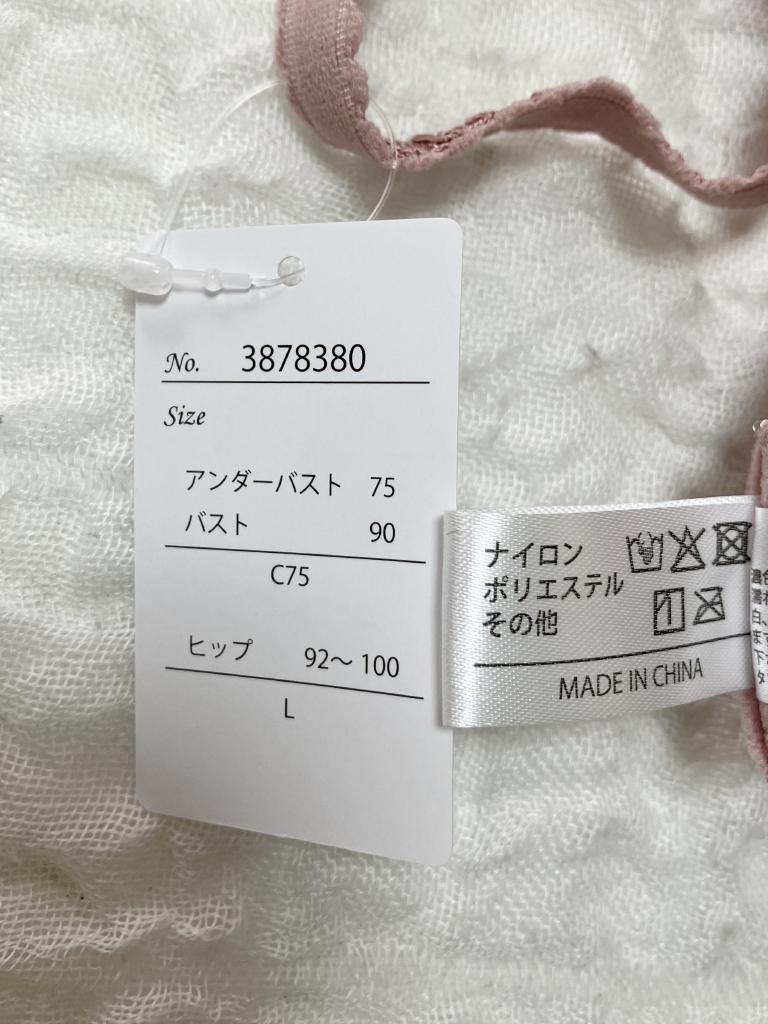 No. 3878380
Size
アンダーバスト 75
バスト 90
C75
ヒップ 92～100
L
ナイロン
ポリエステル
その他
MADE IN CHINA